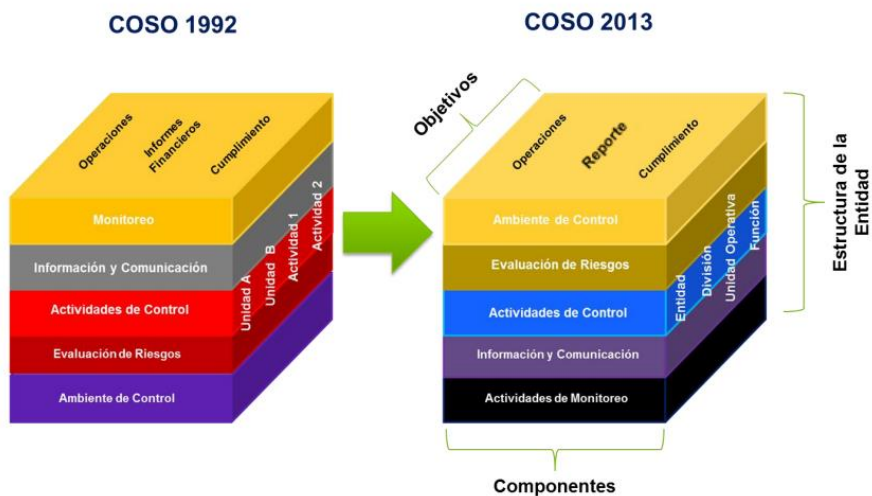 COSO 1992
COSO 2013
Operaciones
Informes
Financieros
Cumplimiento
Monitoreo
Información y Comunicación
Actividades de Control
Evaluación de Riesgos
Ambiente de Control
Unidad A
Unidad B
Actividad 1
Actividad 2
Objetivos
Operaciones
Reporte
Cumplimiento
Ambiente de Control
Evaluación de Riesgos
Actividades de Control
Información y Comunicación
Actividades de Monitoreo
Entidad
División
Unidad Operativa
Función
Estructura de la
Entidad
Componentes